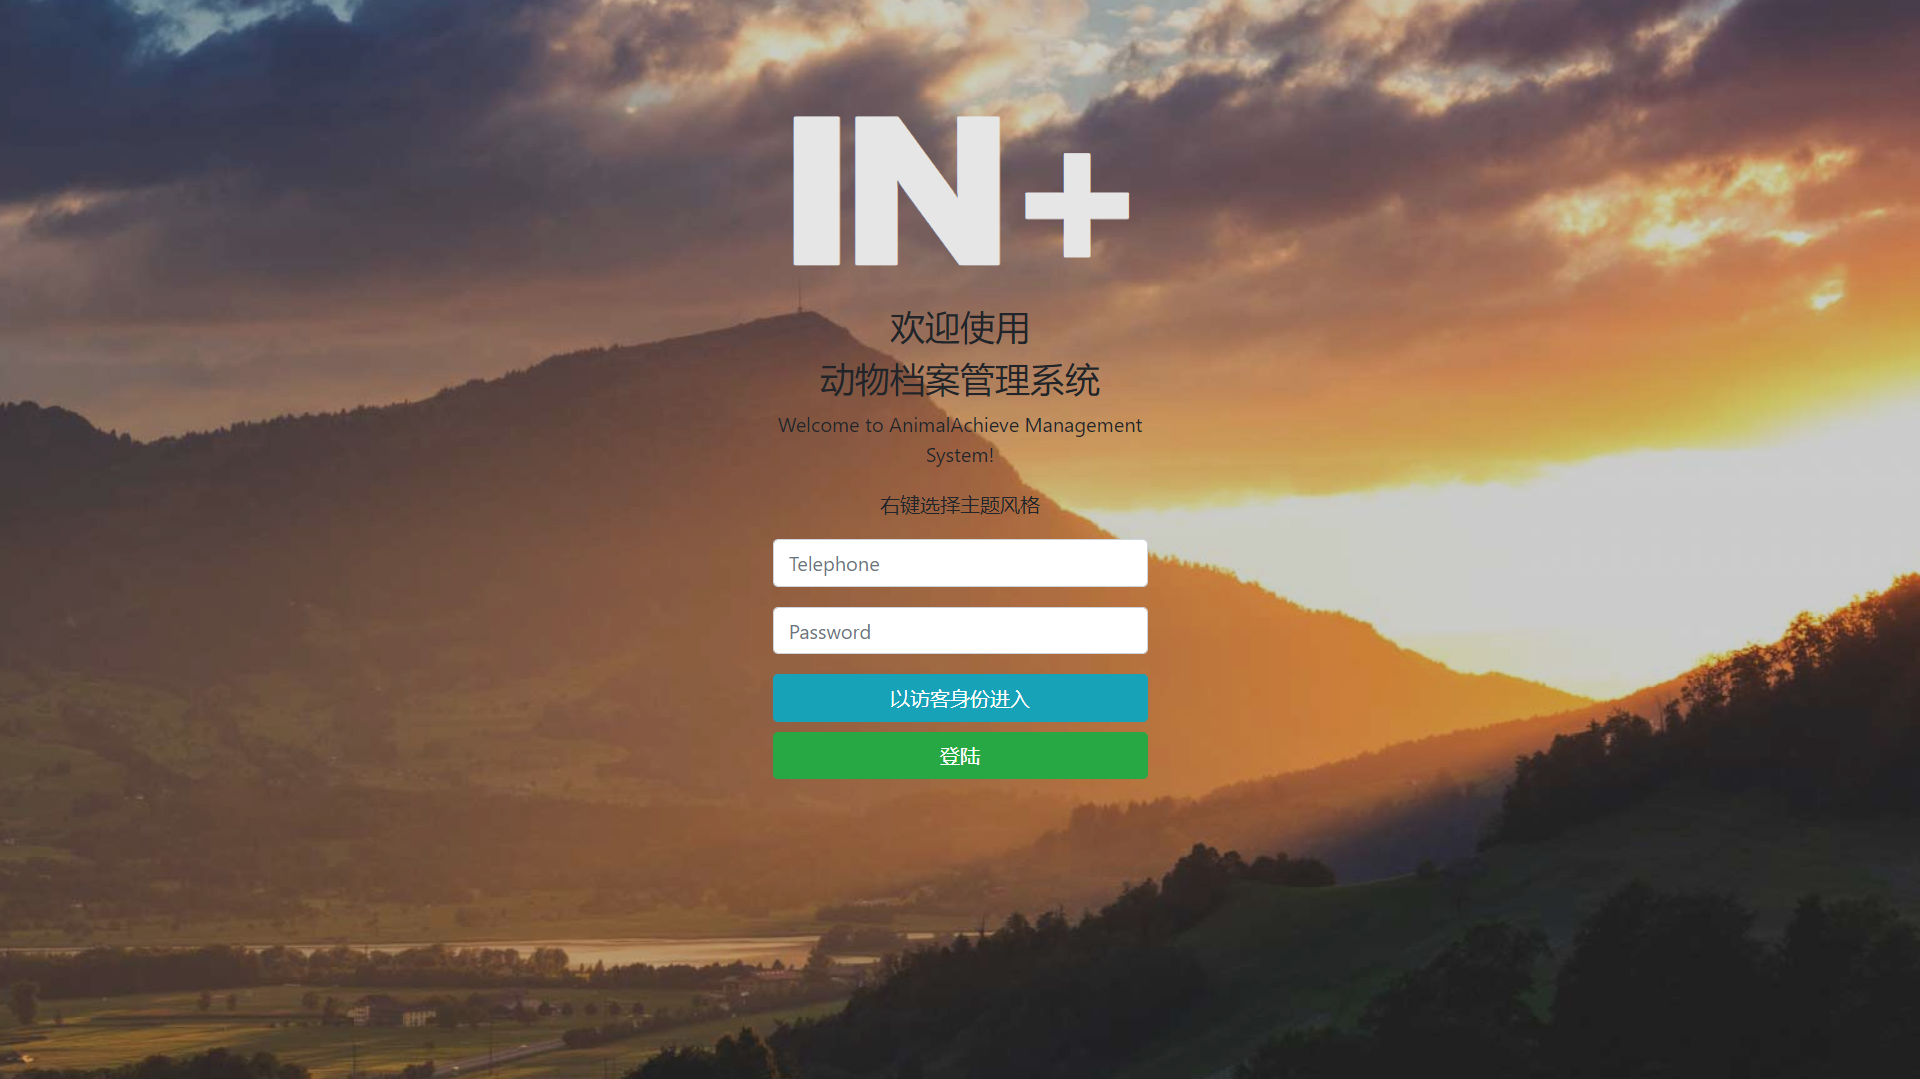 IN+
欢迎使用
动物档案管理系统
Welcome to AnimalAchieve Management
System!
右键选择主题风格
Telephone
Password
以访客身份进入
登陆